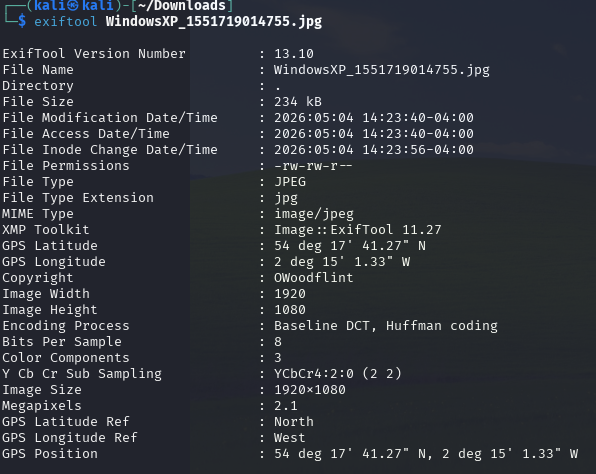 ┌──(kali㉿kali)-[~/Downloads]
└─$ exiftool WindowsXP_1551719014755.jpg
ExifTool Version Number : 13.10
File Name : WindowsXP_1551719014755.jpg
Directory : .
File Size : 234 kB
File Modification Date/Time : 2026:05:04 14:23:40-04:00
File Access Date/Time : 2026:05:04 14:23:40-04:00
File Inode Change Date/Time : 2026:05:04 14:23:56-04:00
File Permissions : -rw-rw-r--
File Type : JPEG
File Type Extension : jpg
MIME Type : image/jpeg
XMP Toolkit : Image::ExifTool 11.27
GPS Latitude : 54 deg 17' 41.27" N
GPS Longitude : 2 deg 15' 1.33" W
Copyright : OWoodflint
Image Width : 1920
Image Height : 1080
Encoding Process : Baseline DCT, Huffman coding
Bits Per Sample : 8
Color Components : 3
Y Cb Cr Sub Sampling : YCbCr4:2:0 (2 2)
Image Size : 1920×1080
Megapixels : 2.1
GPS Latitude Ref : North
GPS Longitude Ref : West
GPS Position : 54 deg 17' 41.27" N, 2 deg 15' 1.33" W